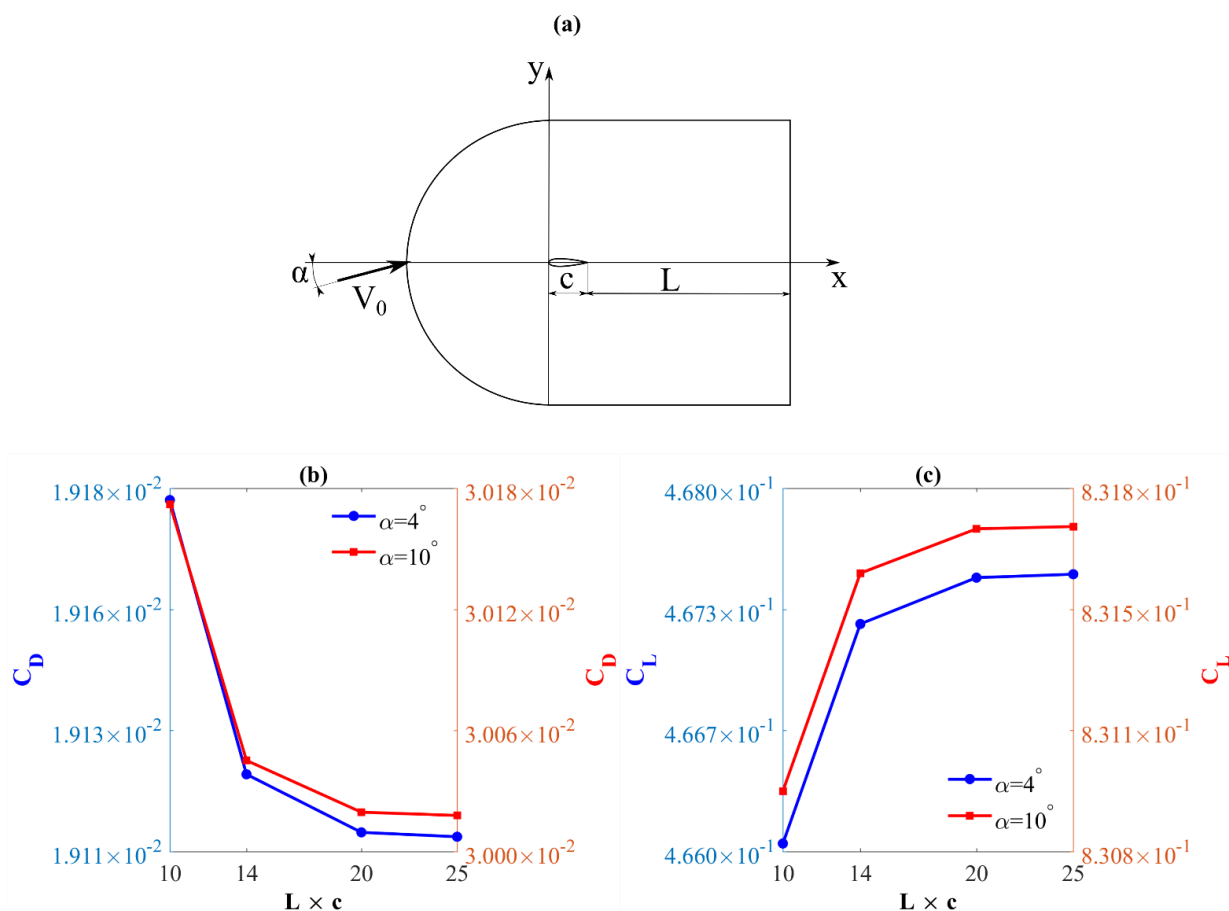 (a)
y
α
V₀
c
L
x
(b)
1.918×10⁻²
1.916×10⁻²
1.913×10⁻²
1.911×10⁻²
C_D
3.018×10⁻²
3.012×10⁻²
3.006×10⁻²
3.000×10⁻²
C_D
α=4°
α=10°
10 14 20 25
L × c
(c)
4.680×10⁻¹
4.673×10⁻¹
4.667×10⁻¹
4.660×10⁻¹
C_L
8.318×10⁻¹
8.315×10⁻¹
8.311×10⁻¹
8.308×10⁻¹
C_L
α=4°
α=10°
10 14 20 25
L × c